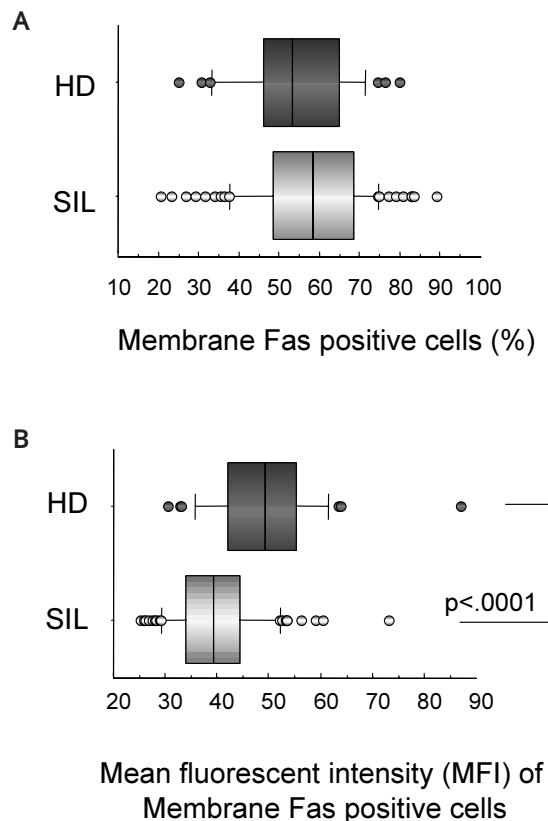 A
HD
SIL
10 20 30 40 50 60 70 80 90 100
Membrane Fas positive cells (%)
B
HD
p<.0001
SIL
20 30 40 50 60 70 80 90
Mean fluorescent intensity (MFI) of
Membrane Fas positive cells